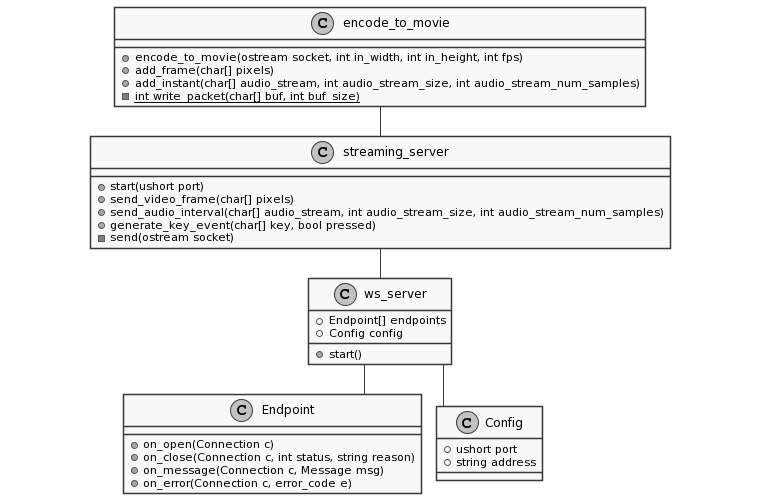 C encode_to_movie
encode_to_movie(ostream socket, int in_width, int in_height, int fps)
add_frame(char[] pixels)
add_instant(char[] audio_stream, int audio_stream_size, int audio_stream_num_samples)
int write_packet(char[] buf, int buf_size)
C streaming_server
start(ushort port)
send_video_frame(char[] pixels)
send_audio_interval(char[] audio_stream, int audio_stream_size, int audio_stream_num_samples)
generate_key_event(char[] key, bool pressed)
send(ostream socket)
C ws_server
Endpoint[] endpoints
Config config
start()
C Endpoint
on_open(Connection c)
on_close(Connection c, int status, string reason)
on_message(Connection c, Message msg)
on_error(Connection c, error_code e)
C Config
ushort port
string address